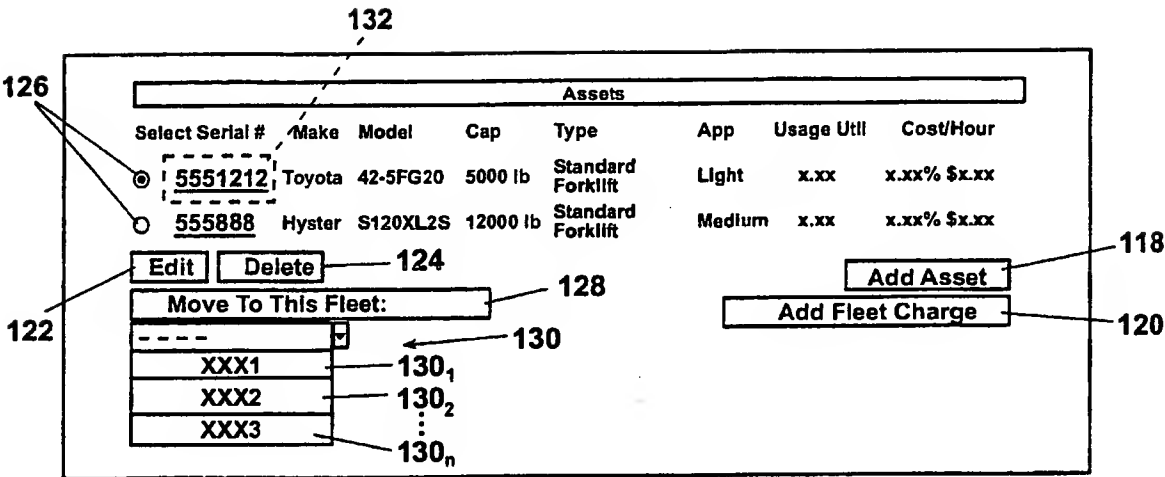 132
126
Assets
Select Serial # Make Model Cap Type App Usage Util Cost/Hour
5551212 Toyota 42-5FG20 5000 lb Standard Forklift Light x.xx x.xx% $x.xx
555888 Hyster S120XL2S 12000 lb Standard Forklift Medium x.xx x.xx% $x.xx
Edit Delete 124 118
Add Asset
Move To This Fleet: 128
122 Add Fleet Charge 120
- - - - - 130
XXX1 130₁
XXX2 130₂
⋮
XXX3 130ₙ